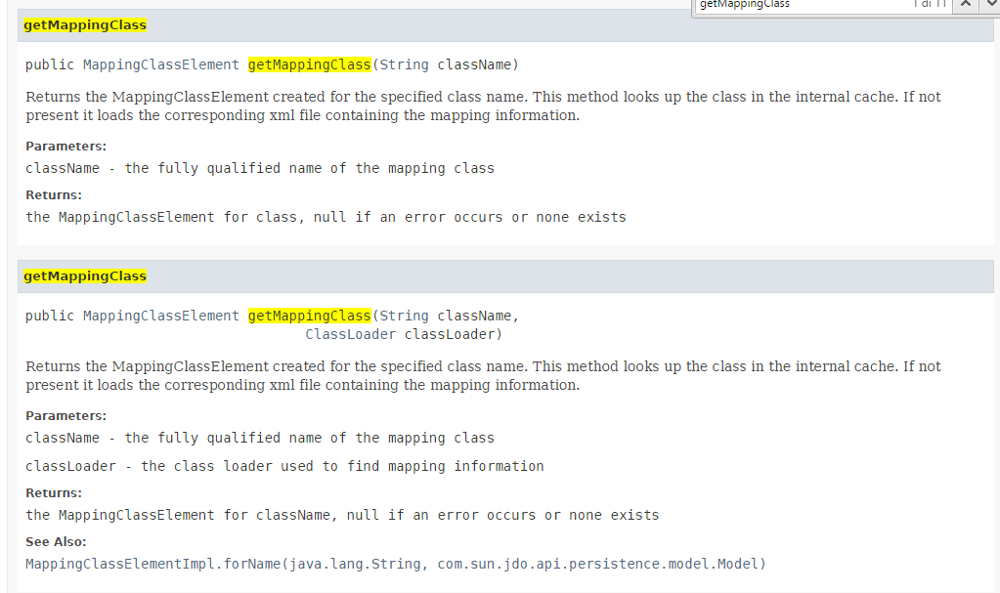 getMappingClass
1 di 11
getMappingClass
public MappingClassElement getMappingClass(String className)
Returns the MappingClassElement created for the specified class name. This method looks up the class in the internal cache. If not
present it loads the corresponding xml file containing the mapping information.
Parameters:
className - the fully qualified name of the mapping class
Returns:
the MappingClassElement for class, null if an error occurs or none exists
getMappingClass
public MappingClassElement getMappingClass(String className,
ClassLoader classLoader)
Returns the MappingClassElement created for the specified class name. This method looks up the class in the internal cache. If not
present it loads the corresponding xml file containing the mapping information.
Parameters:
className - the fully qualified name of the mapping class
classLoader - the class loader used to find mapping information
Returns:
the MappingClassElement for className, null if an error occurs or none exists
See Also:
MappingClassElementImpl.forName(java.lang.String, com.sun.jdo.api.persistence.model.Model)